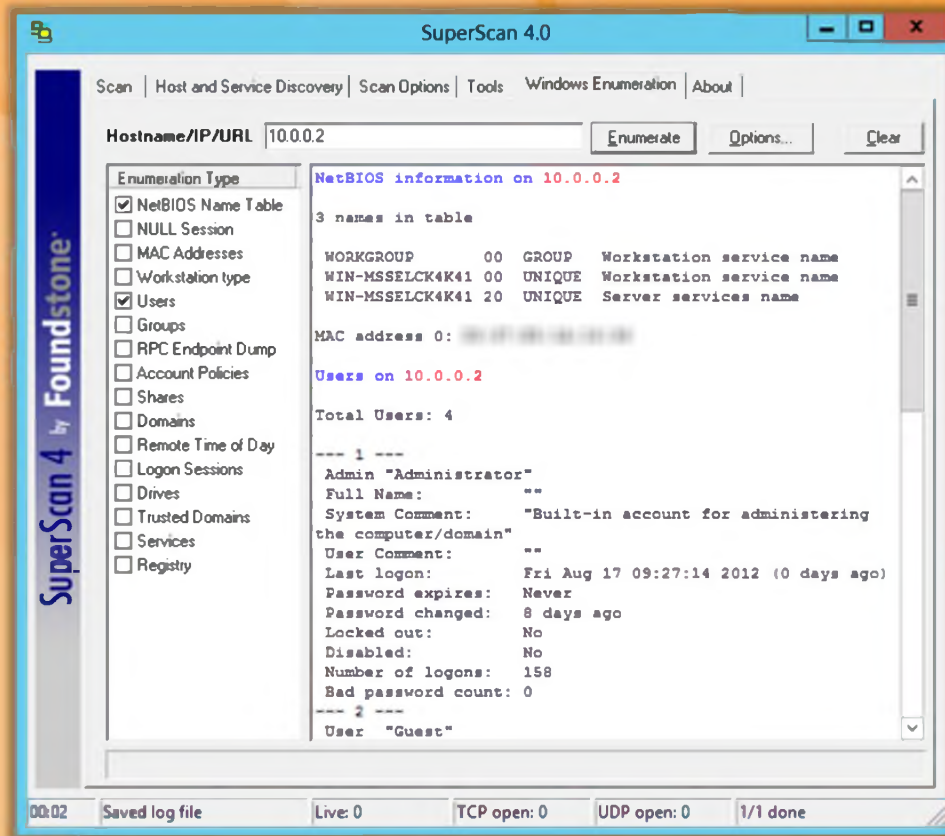 SuperScan 4.0
Scan | Host and Service Discovery | Scan Options | Tools | Windows Enumeration | About |
Hostname/IP/URL 10.0.0.2 Enumerate Options... Clear
SuperScan 4 by Foundstone
Enumeration Type
NetBIOS Name Table
NULL Session
MAC Addresses
Workstation type
Users
Groups
RPC Endpoint Dump
Account Policies
Shares
Domains
Remote Time of Day
Logon Sessions
Drives
Trusted Domains
Services
Registry
NetBIOS information on 10.0.0.2
3 names in table
WORKGROUP 00 GROUP Workstation service name
WIN-MSSELCK4K41 00 UNIQUE Workstation service name
WIN-MSSELCK4K41 20 UNIQUE Server services name
MAC address 0:
Users on 10.0.0.2
Total Users: 4
--- 1 ---
Admin "Administrator"
Full Name: ""
System Comment: "Built-in account for administering
the computer/domain"
User Comment: ""
Last logon: Fri Aug 17 09:27:14 2012 (0 days ago)
Password expires: Never
Password changed: 8 days ago
Locked out: No
Disabled: No
Number of logons: 158
Bad password count: 0
--- 2 ---
User "Guest"
00:02 Saved log file Live: 0 TCP open: 0 UDP open: 0 1/1 done